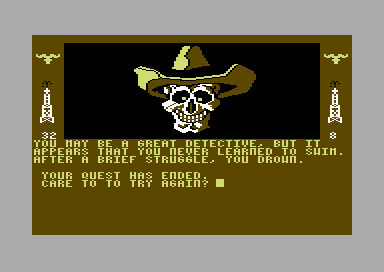 32
8
YOU MAY BE A GREAT DETECTIVE, BUT IT
APPEARS THAT YOU NEVER LEARNED TO SWIM.
AFTER A BRIEF STRUGGLE, YOU DROWN.
YOUR QUEST HAS ENDED.
CARE TO TO TRY AGAIN?